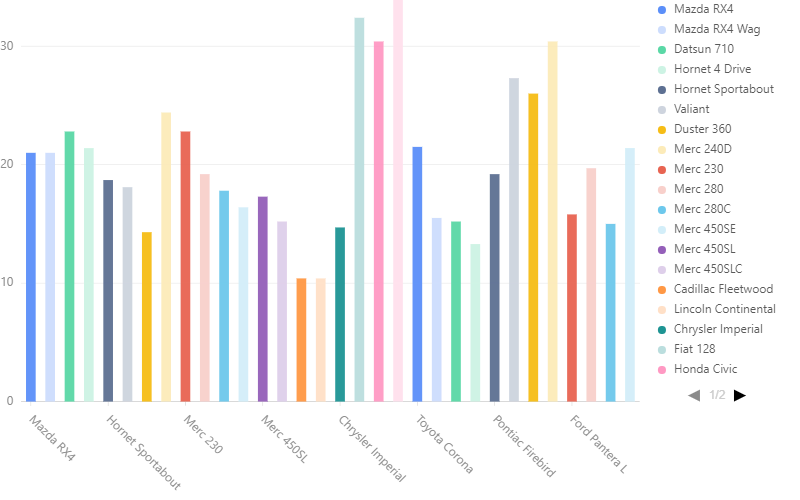 30
20
10
0
Mazda RX4
Hornet Sportabout
Merc 230
Merc 450SL
Chrysler Imperial
Toyota Corona
Pontiac Firebird
Ford Pantera L
Mazda RX4
Mazda RX4 Wag
Datsun 710
Hornet 4 Drive
Hornet Sportabout
Valiant
Duster 360
Merc 240D
Merc 230
Merc 280
Merc 280C
Merc 450SE
Merc 450SL
Merc 450SLC
Cadillac Fleetwood
Lincoln Continental
Chrysler Imperial
Fiat 128
Honda Civic
1/2